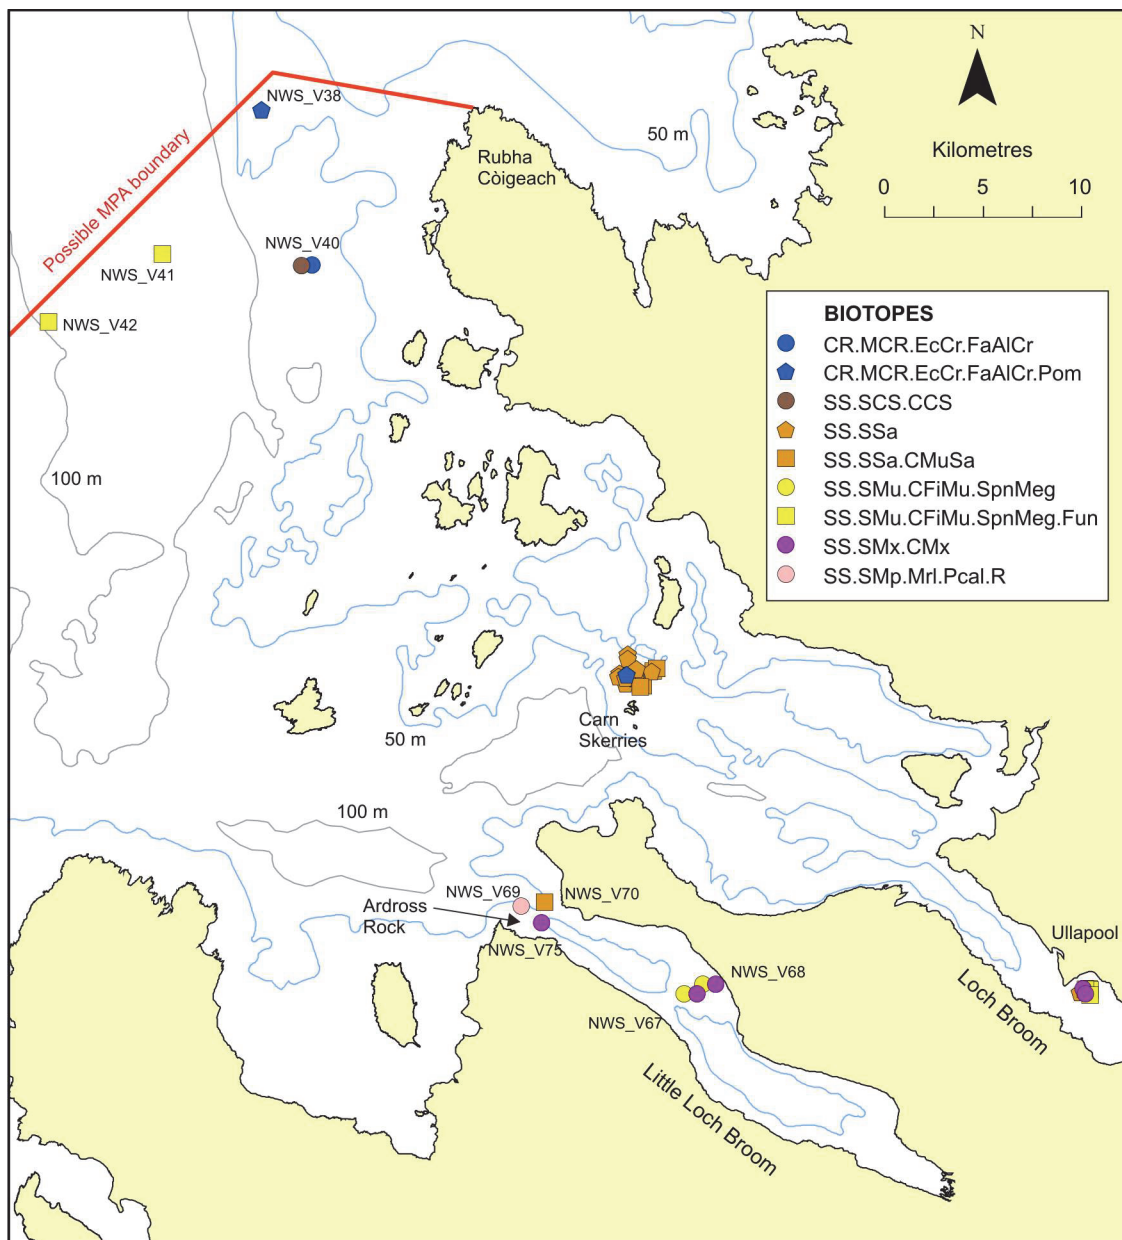 N
NWS_V38
50 m
Rubha
Còigeach
Kilometres
0 5 10
Possible MPA boundary
NWS_V40
NWS_V41
NWS_V42
BIOTOPES
CR.MCR.EcCr.FaAlCr
CR.MCR.EcCr.FaAlCr.Pom
SS.SCS.CCS
SS.SSa
SS.SSa.CMuSa
SS.SMu.CFiMu.SpnMeg
SS.SMu.CFiMu.SpnMeg.Fun
SS.SMx.CMx
SS.SMp.Mrl.Pcal.R
100 m
Carn
Skerries
50 m
100 m
NWS_V69
NWS_V70
Ardross
Rock
NWS_V75
Ullapool
NWS_V68
Loch Broom
NWS_V67
Little Loch Broom